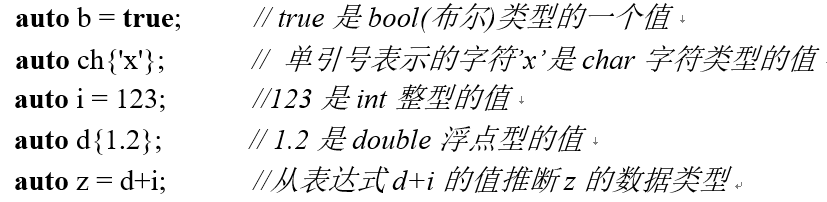 auto b = true; // true 是 bool(布尔)类型的一个值
auto ch{'x'}; // 单引号表示的字符’x’是 char 字符类型的值
auto i = 123; //123 是 int 整型的值
auto d{1.2}; // 1.2 是 double 浮点型的值
auto z = d+i; //从表达式 d+i 的值推断 z 的数据类型